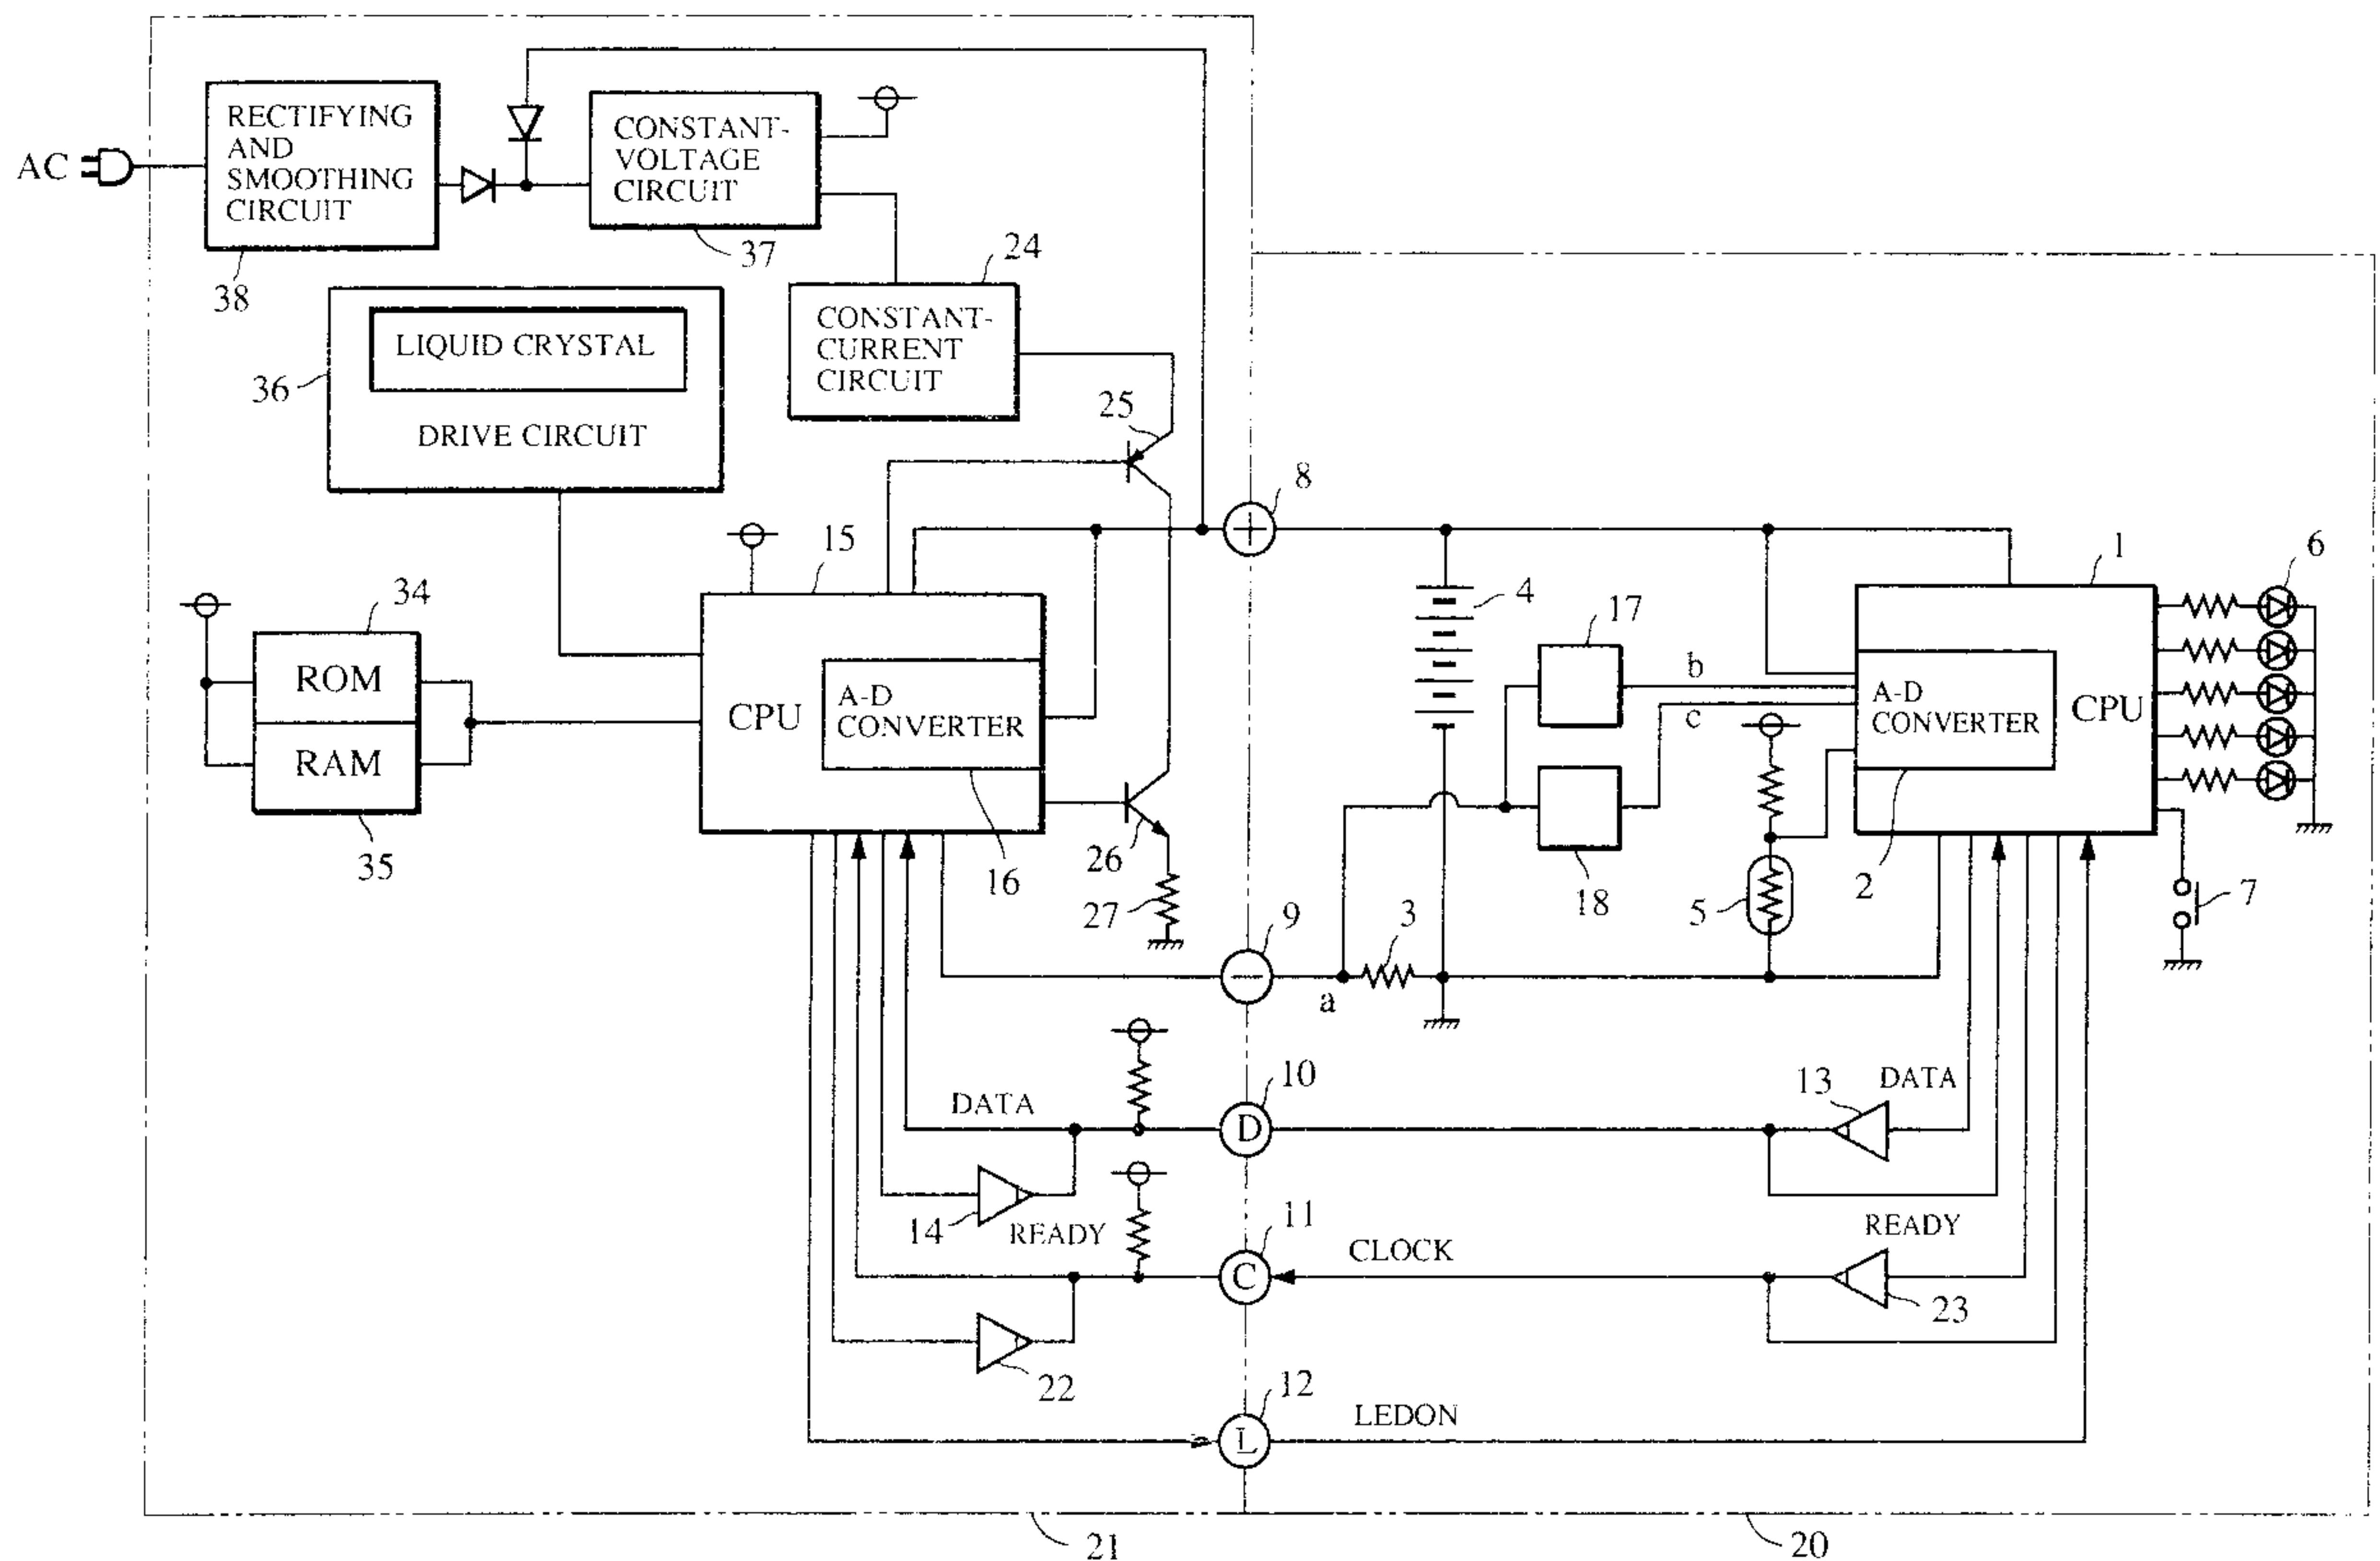 AC
RECTIFYING
AND
SMOOTHING
CIRCUIT
38
CONSTANT-
VOLTAGE
CIRCUIT
37
24
CONSTANT-
CURRENT
CIRCUIT
LIQUID CRYSTAL
DRIVE CIRCUIT
36
25
8
15
34
ROM
RAM
35
CPU
A-D
CONVERTER
16
26
27
9
3
a
4
17
b
c
18
5
1
6
A-D
CONVERTER
CPU
2
7
DATA
10
D
13
DATA
14
READY
11
C
CLOCK
READY
23
22
12
L
LEDON
21
20